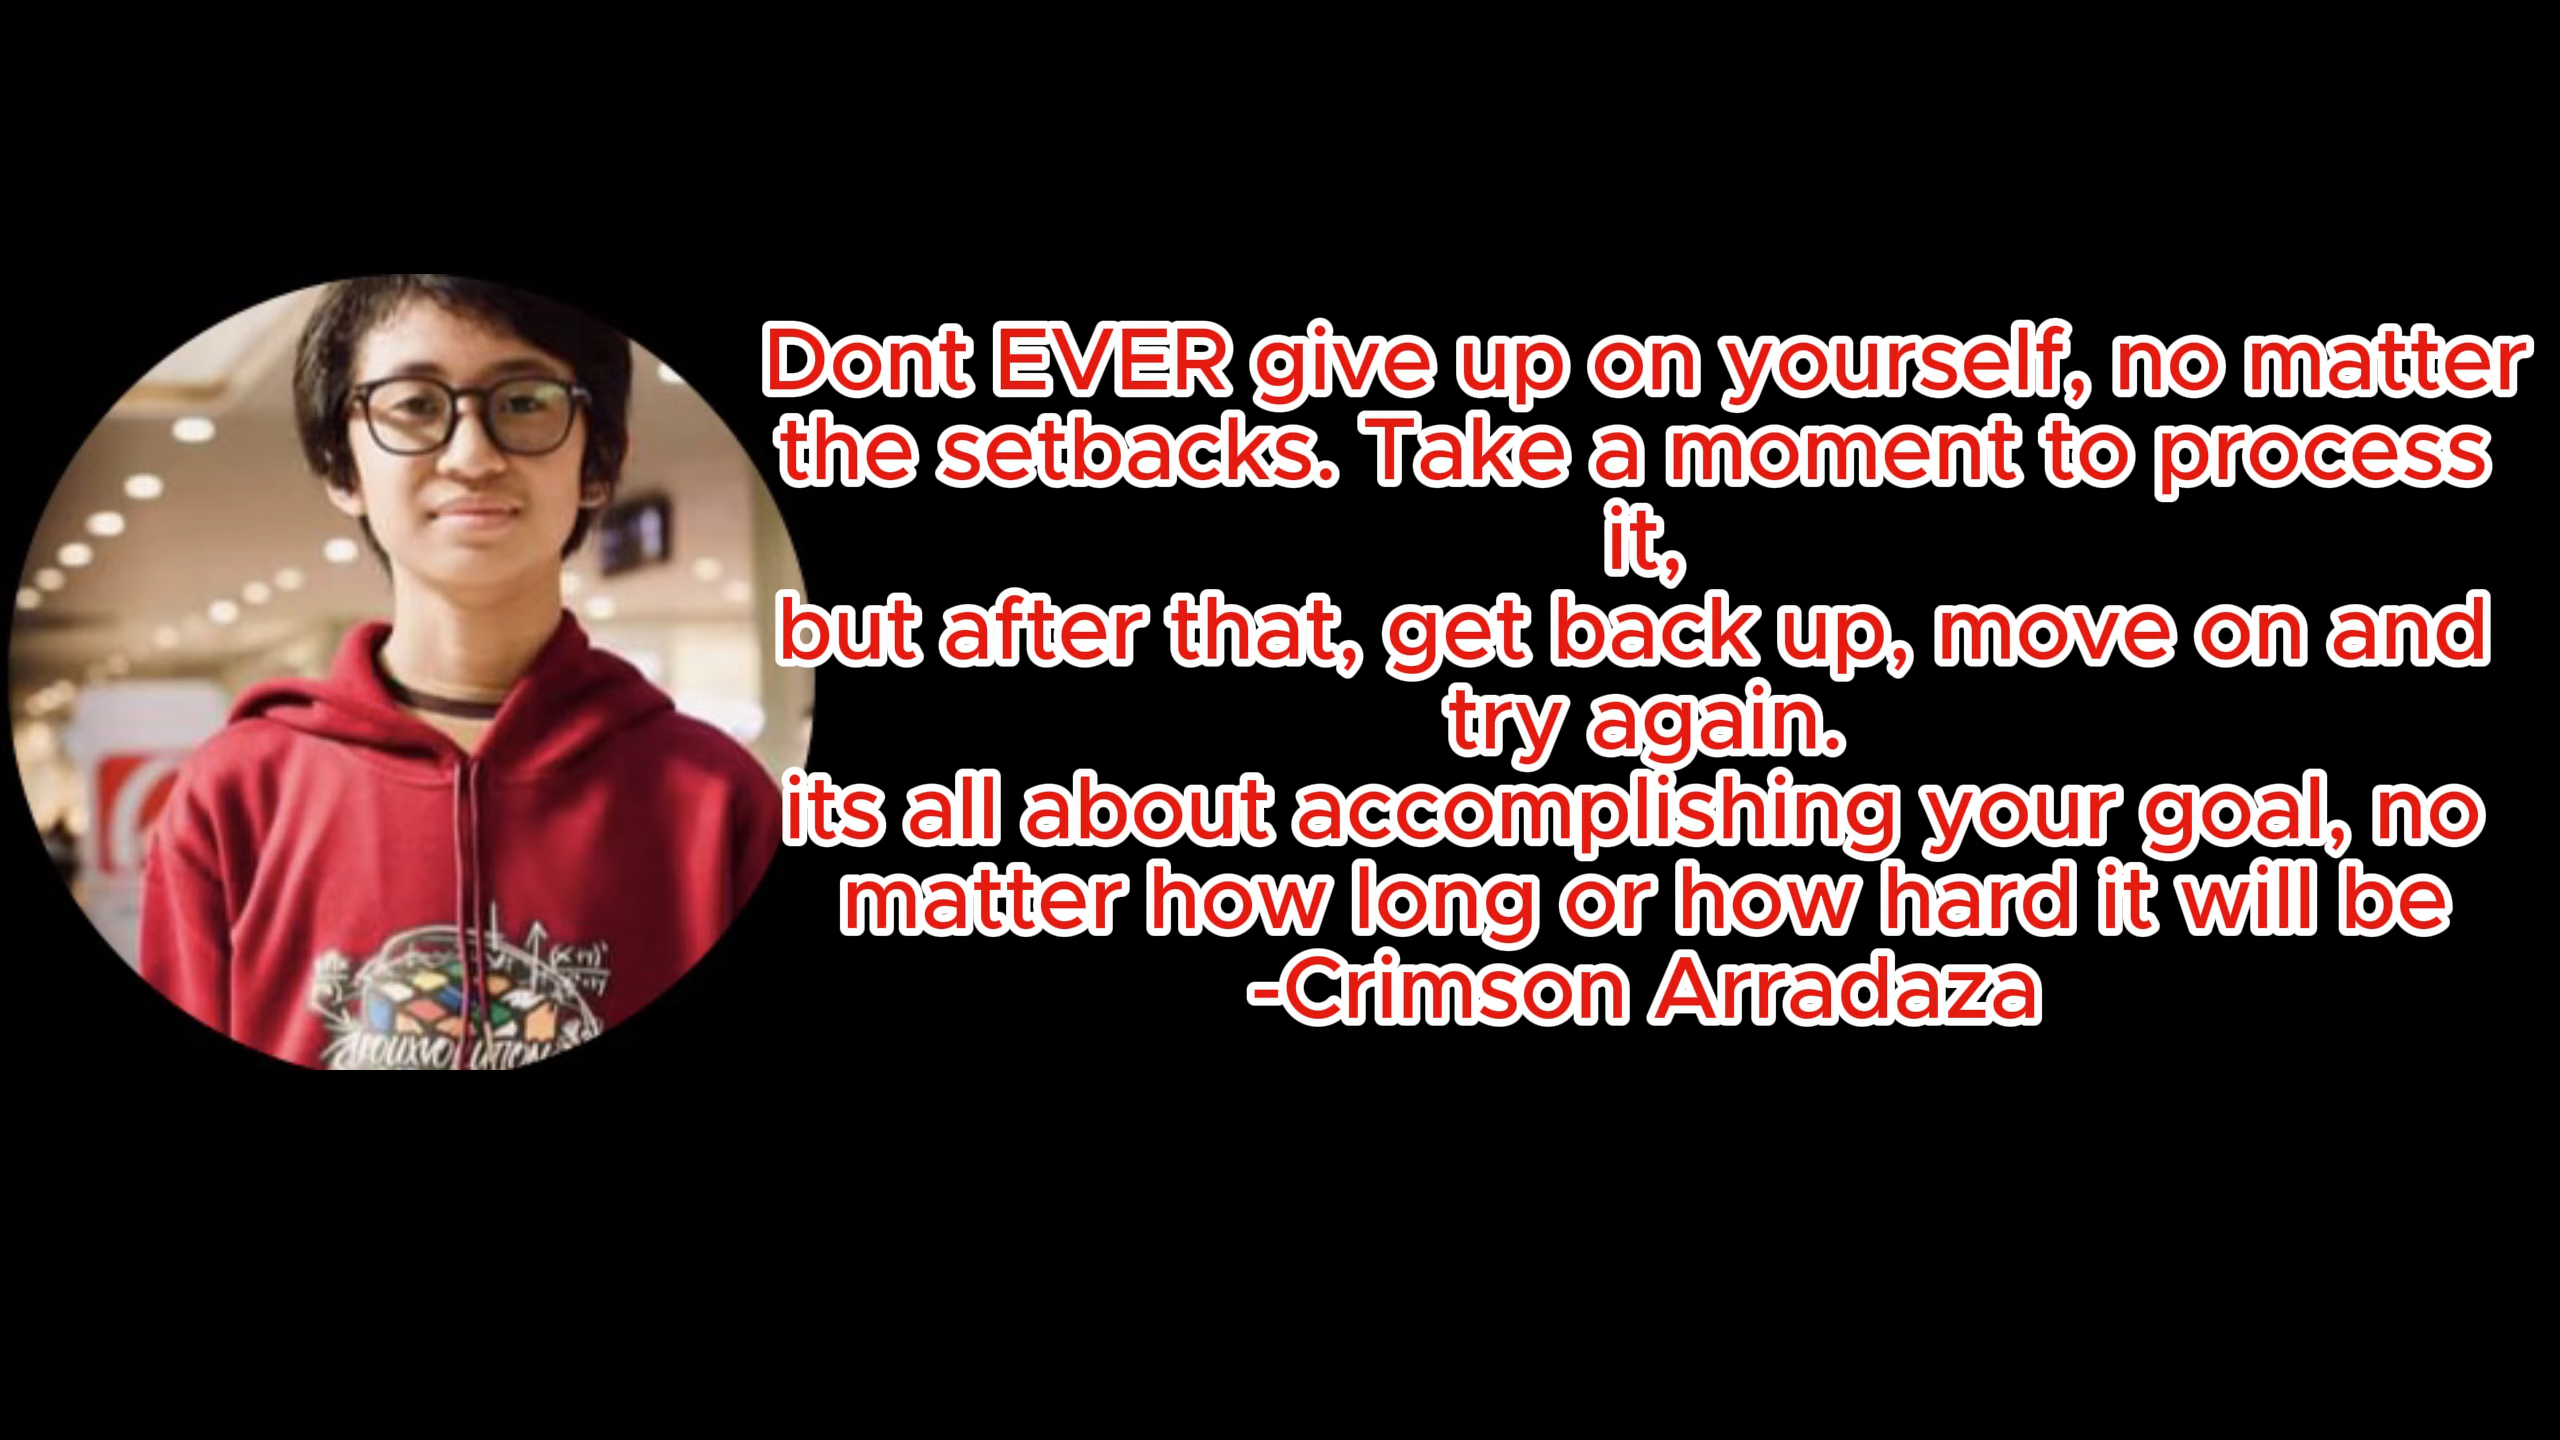 Dont EVER give up on yourself, no matter
the setbacks. Take a moment to process
it,
but after that, get back up, move on and
try again.
its all about accomplishing your goal, no
matter how long or how hard it will be
-Crimson Arradaza